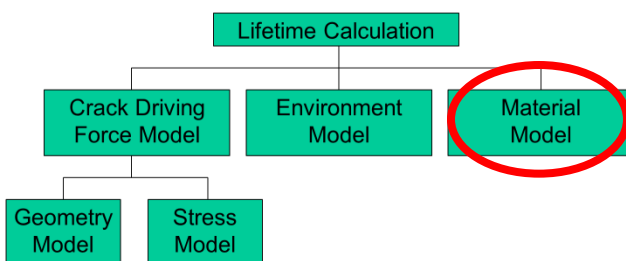 Lifetime Calculation
Crack Driving
Force Model
Environment
Model
Material
Model
Geometry
Model
Stress
Model